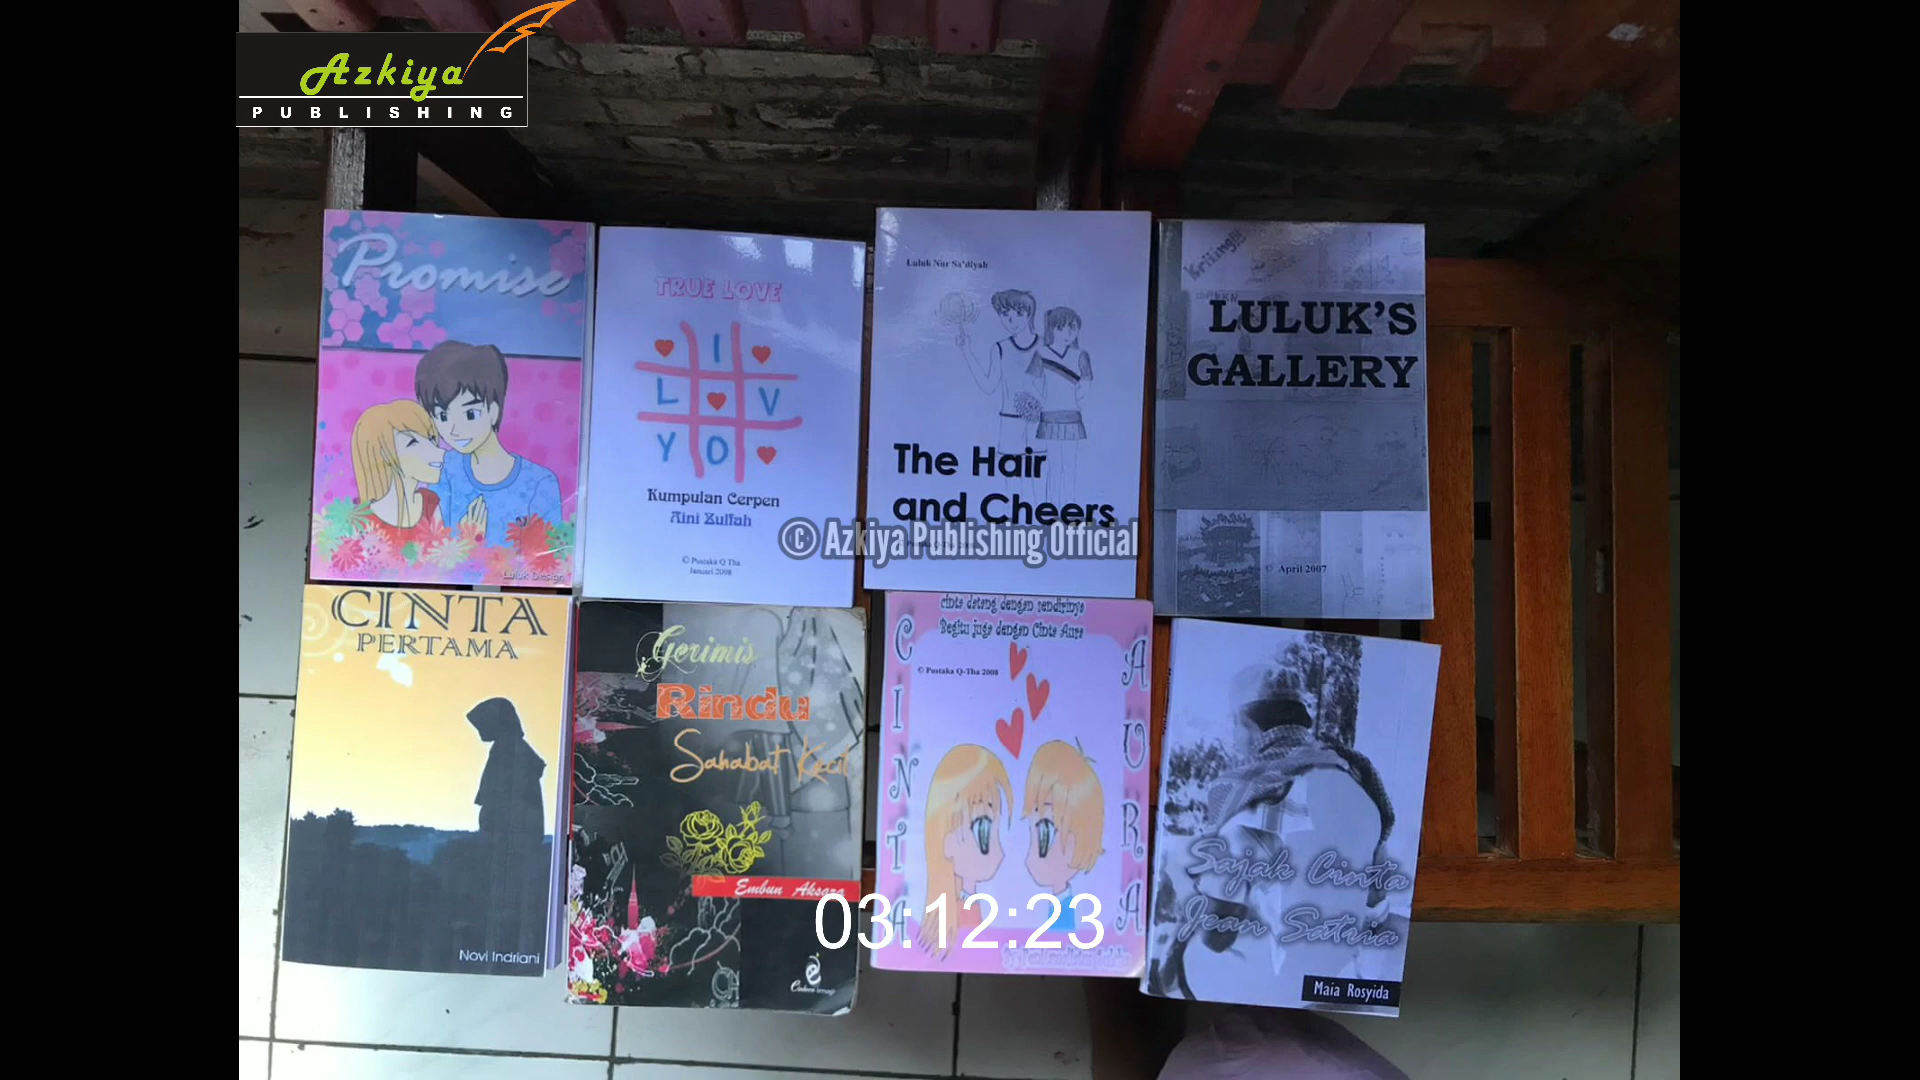 Azkiya
PUBLISHING
Promise
Luluk Design
TRUE LOVE
I
L V
Y O
Kumpulan Cerpen
Aini Zulfah
© Pustaka Q Tha
Januari 2008
Luluk Nur Sa'diyah
The Hair
and Cheers
Kriiing!!!
LULUK'S
GALLERY
© April 2007
© Azkiya Publishing Official
CINTA
PERTAMA
Novi Indriani
Gerimis
Rindu
Sahabat Kecil
Embun Aksara
cinta datang dengan sendirinya
Begitu juga dengan Cinta Aura
© Pustaka Q-Tha 2008
CINTA
AURA
Sajak Cinta
Jean Satria
Maia Rosyida
03:12:23